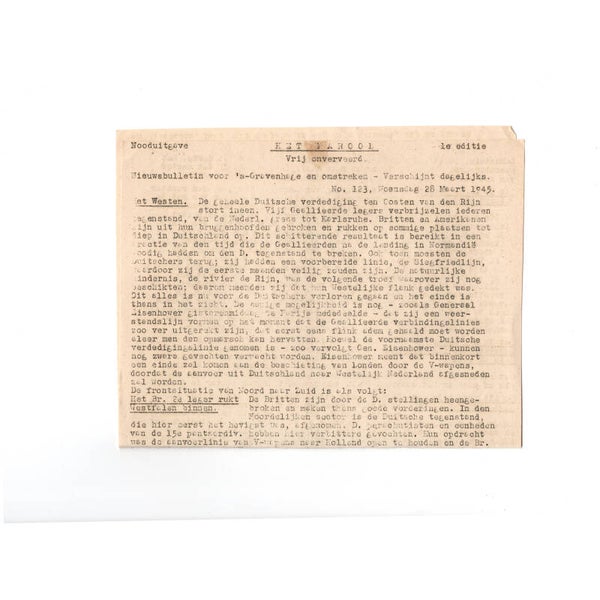 Nooduitgave HET PAROOL 1e editie
Vrij onverveerd.
Nieuwsbulletin voor 's-Gravenhage en omstreken - Verschijnt dagelijks.
No. 123, Woensdag 28 Maart 1945.
Het Westen. De geheele Duitsche verdediging ten Oosten van den Rijn
stort ineen. Vijf Geallieerde legers verbrijzelen iederen
tegenstand, van de Nederl. grens tot Karlsruhe. Britten en Amerikanen
zijn uit hun bruggenhoofden gebroken en rukken op sommige plaatsen tot
diep in Duitschland op. Dit schitterende resultaat is bereikt in een
fractie van den tijd die de Geallieerden na de landing in Normandië
noodig hadden om den D. tegenstand te breken. Ook toen moesten de
Duitschers terug; zij hadden een voorbereide linie, de Siegfriedlijn,
waardoor zij de eerste maanden veilig zouden zijn. De natuurlijke
hindernis, de rivier de Rijn, was de volgende troef waarover zij nog
beschikten; daarom meenden zij dat hun Westelijke flank gedekt was.
Dit alles is nu voor de Duitschers verloren gegaan en het einde is
thans in het zicht. De eenige mogelijkheid is nog - zooals Generaal
Eisenhower gisterenmiddag te Parijs mededeelde - dat zij een weer-
standslijn vormen op het moment dat de Geallieerde verbindingslinies
zoo ver uitgerekt zijn, dat eerst eens flink adem gehaald moet worden
alvorens men den opmarsch kan hervatten. Hoewel de voornaamste Duitsche
verdedigingslinie genomen is - zoo vervolgt Gen. Eisenhower - kunnen
nog zware gevechten verwacht worden. Eisenhower meent dat binnenkort
een einde zal komen aan de beschieting van Londen door de V-wapens,
doordat de aanvoer uit Duitschland naar Westelijk Nederland afgesneden
zal worden.
De frontsituatie van Noord naar Zuid is als volgt:
Het Br. 2e leger rukt De Britten zijn door de D. stellingen heenge-
Westfalen binnen. broken en maken thans goede vorderingen. In den
Noordelijken sector is de Duitsche tegenstand,
die hier eerst het hevigst was, afgenomen. D. parachutisten en eenheden
van de 15e pantserdiv. hebben hier verbittere gevochten. Hun opdracht
was de aanvoerlinie van V-wapens naar Holland open te houden en de Br.